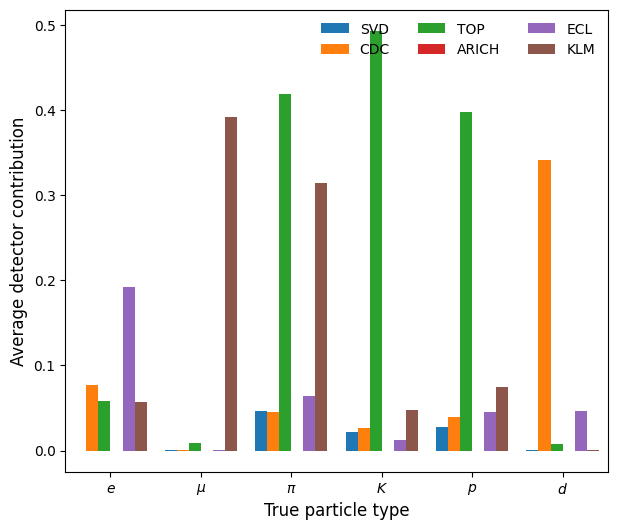 SVD
CDC
TOP
ARICH
ECL
KLM
0.5
0.4
0.3
0.2
0.1
0.0
Average detector contribution
e
μ
π
K
p
d
True particle type